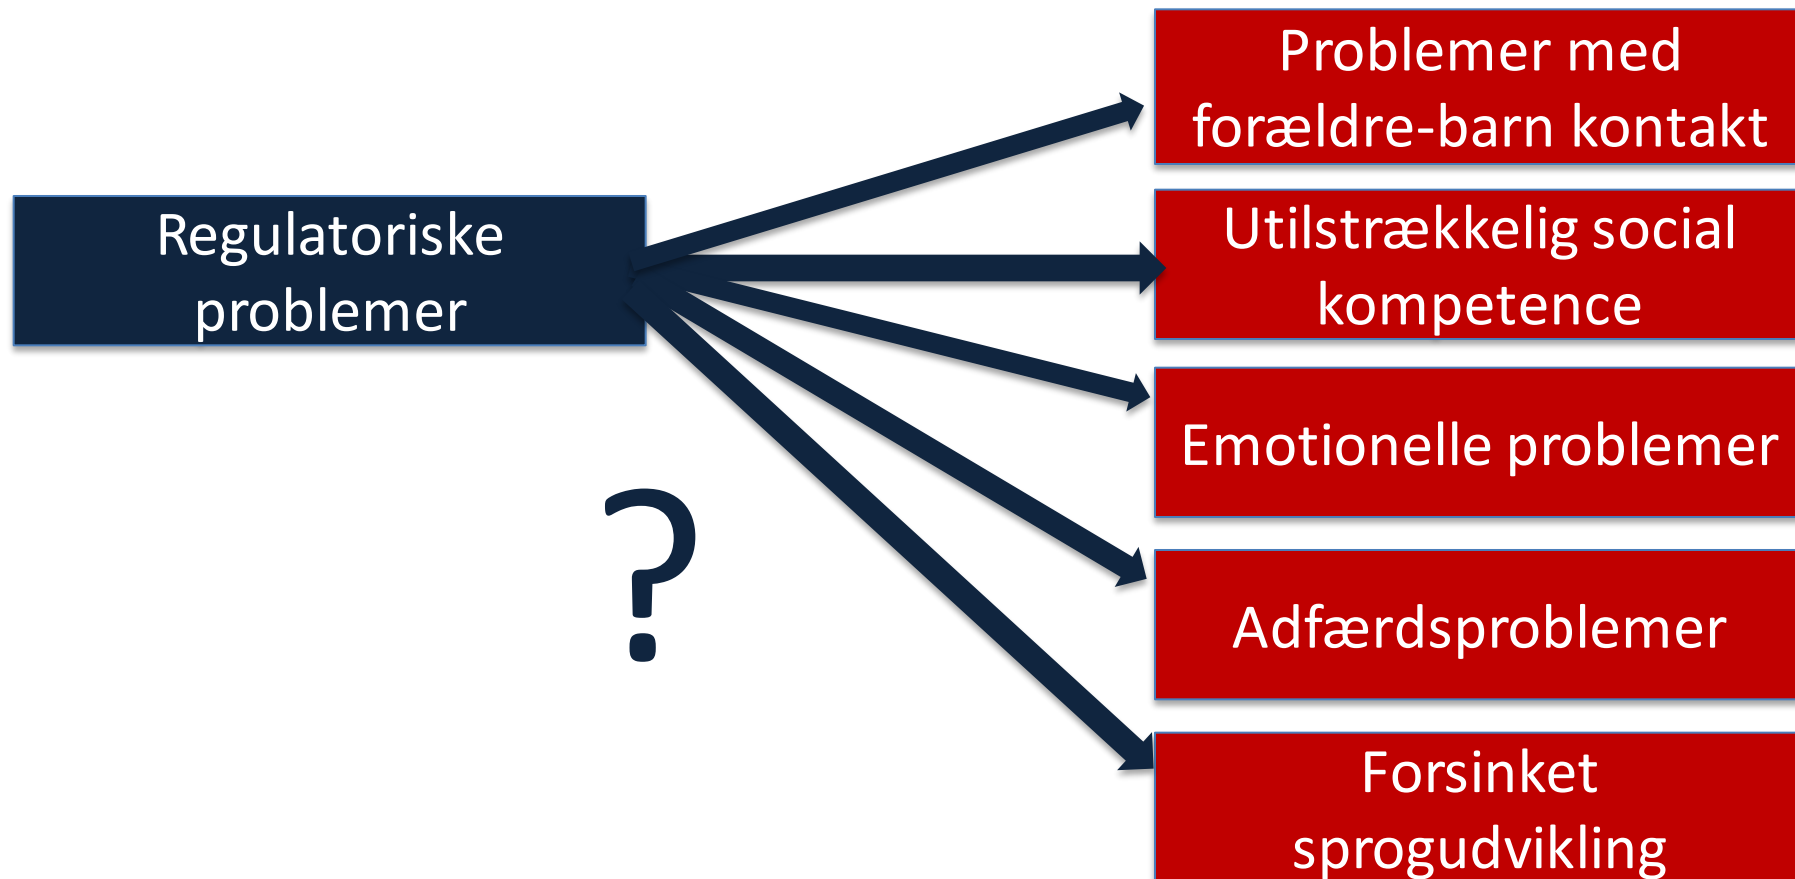 Regulatoriske
problemer
?
Problemer med
forældre-barn kontakt
Utilstrækkelig social
kompetence
Emotionelle problemer
Adfærdsproblemer
Forsinket
sprogudvikling